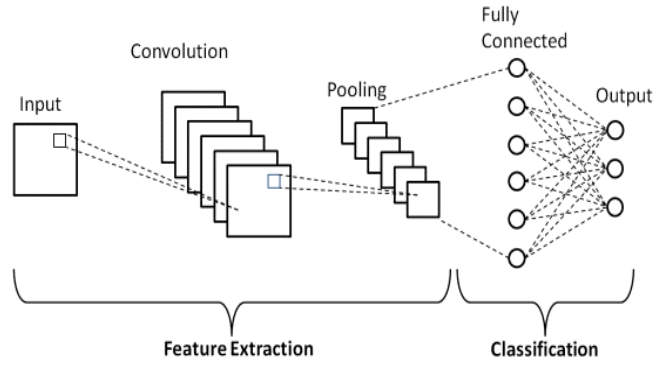 Input
Convolution
Pooling
Fully
Connected
Output
Feature Extraction
Classification